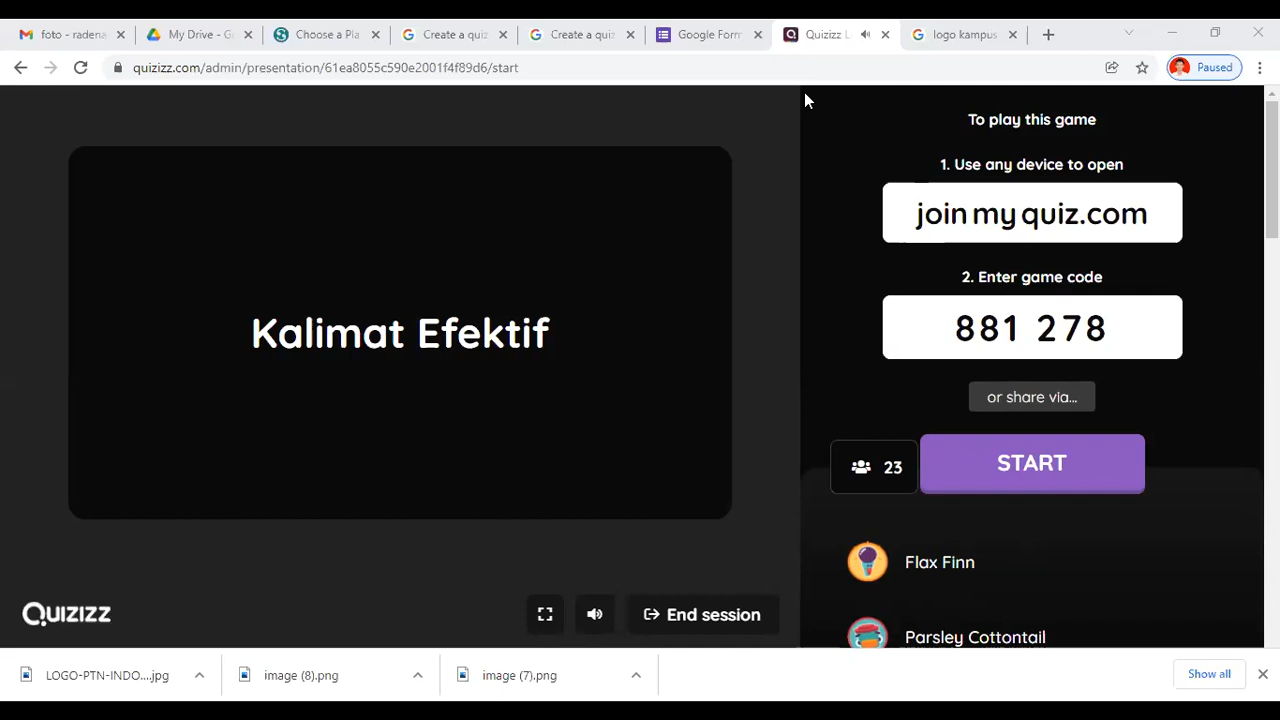 foto - radena
My Drive - G
Choose a Pla
Create a quiz
Create a quiz
Google Form
Quizizz L
logo kampus
quizizz.com/admin/presentation/61ea8055c590e2001f4f89d6/start
Paused
Kalimat Efektif
To play this game
1. Use any device to open
joinmyquiz.com
2. Enter game code
881 278
or share via...
23
START
Flax Finn
Parsley Cottontail
Quizizz
End session
LOGO-PTN-INDO....jpg
image (8).png
image (7).png
Show all